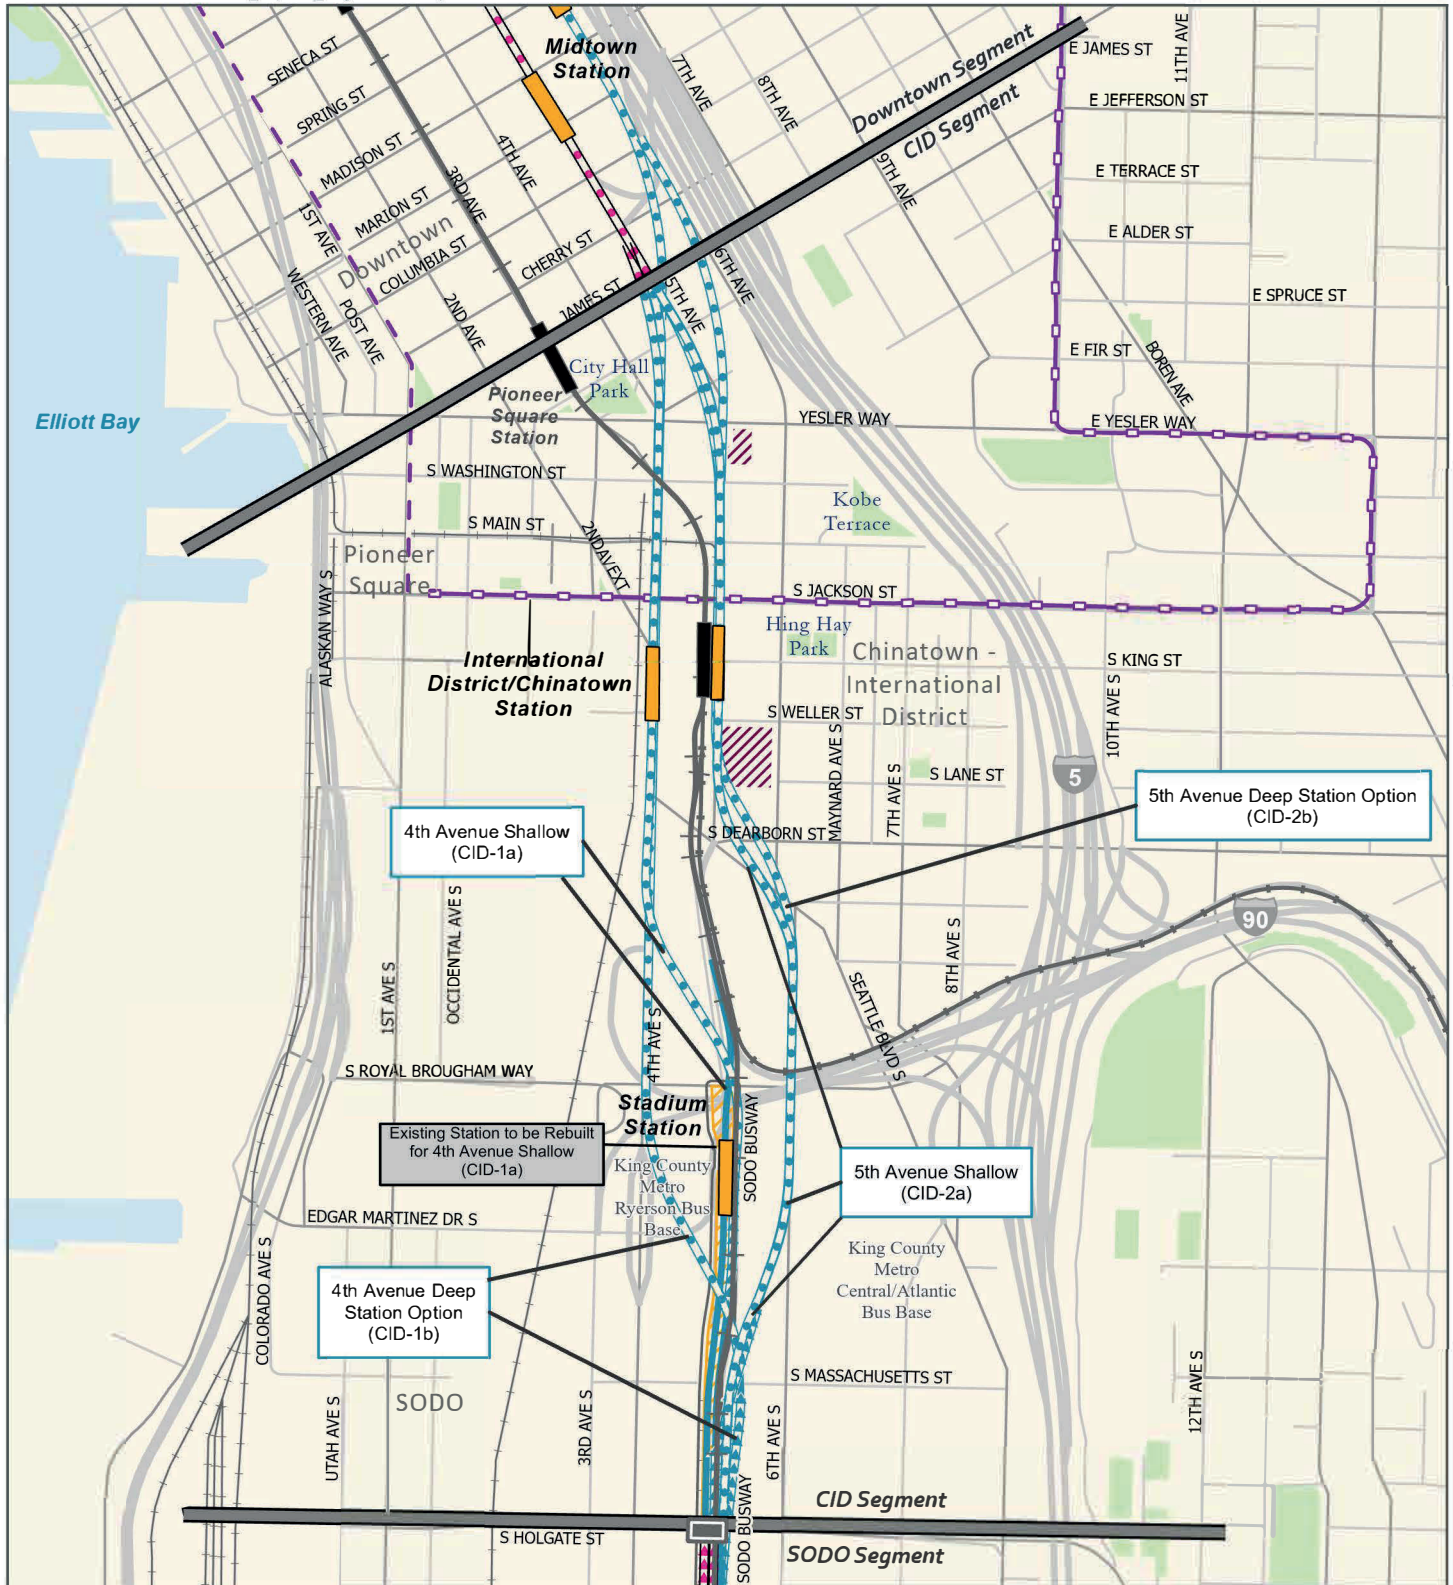 Midtown
Station
SENECA ST
SPRING ST
MADISON ST
MARION ST
COLUMBIA ST
CHERRY ST
JAMES ST
Downtown
1ST AVE
WESTERN AVE
POST AVE
2ND AVE
3RD AVE
4TH AVE
5TH AVE
6TH AVE
7TH AVE
8TH AVE
9TH AVE
11TH AVE
Downtown Segment
CID Segment
E JAMES ST
E JEFFERSON ST
E TERRACE ST
E ALDER ST
E SPRUCE ST
E FIR ST
BOREN AVE
E YESLER WAY
YESLER WAY
Elliott Bay
City Hall
Park
Pioneer
Square
Station
S WASHINGTON ST
S MAIN ST
2ND AV EXT
Kobe
Terrace
Pioneer
Square
S JACKSON ST
ALASKAN WAY S
International
District/Chinatown
Station
Hing Hay
Park
Chinatown -
International
District
S KING ST
S WELLER ST
10TH AVE S
MAYNARD AVE S
7TH AVE S
S LANE ST
5
5th Avenue Deep Station Option
(CID-2b)
4th Avenue Shallow
(CID-1a)
S DEARBORN ST
90
OCCIDENTAL AVE S
1ST AVE S
8TH AVE S
SEATTLE BLVD S
4TH AVE S
S ROYAL BROUGHAM WAY
Stadium
Station
SODO BUSWAY
Existing Station to be Rebuilt
for 4th Avenue Shallow
(CID-1a)
King County
Metro
Ryerson Bus
Base
5th Avenue Shallow
(CID-2a)
EDGAR MARTINEZ DR S
King County
Metro
Central/Atlantic
Bus Base
COLORADO AVE S
4th Avenue Deep
Station Option
(CID-1b)
S MASSACHUSETTS ST
SODO
UTAH AVE S
3RD AVE S
6TH AVE S
12TH AVE S
SODO BUSWAY
CID Segment
S HOLGATE ST
SODO Segment